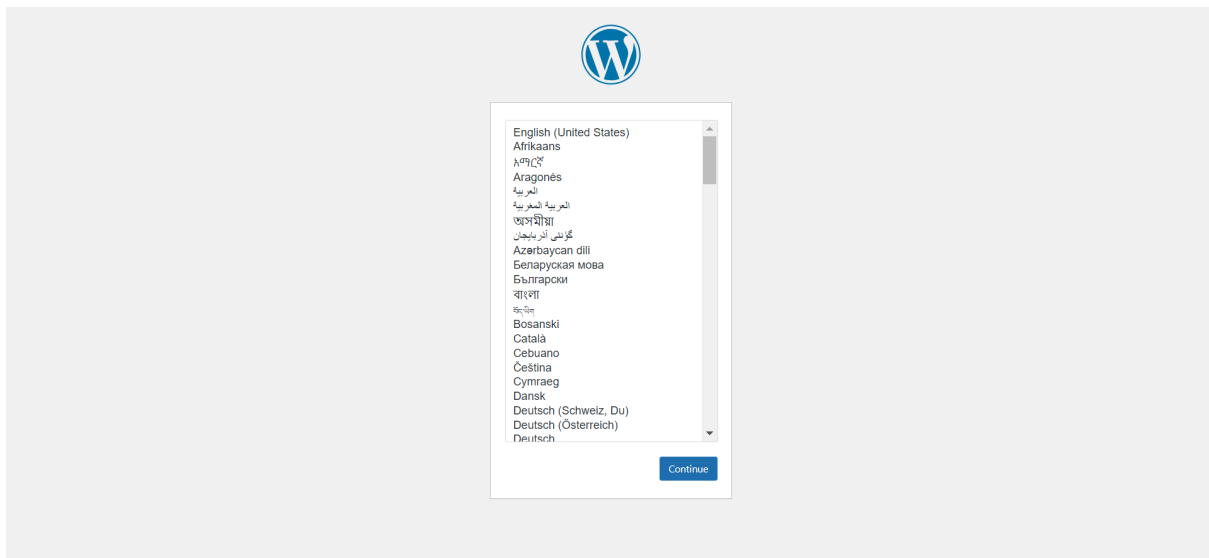 English (United States)
Afrikaans
አማርኛ
Aragonés
العربية
العربية المغربية
অসমীয়া
گؤنئی آذربایجان
Azərbaycan dili
Беларуская мова
Български
বাংলা
བོད་ཡིག
Bosanski
Català
Cebuano
Čeština
Cymraeg
Dansk
Deutsch (Schweiz, Du)
Deutsch (Österreich)
Deutsch
Continue